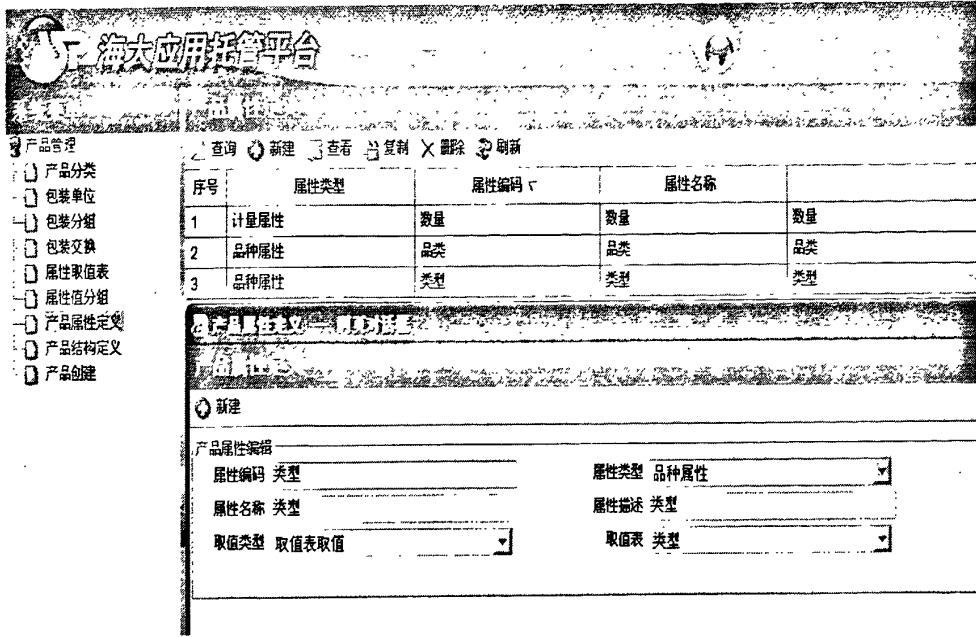 海大应用托管平台
产品管理
产品分类
包装单位
包装分组
包装交换
属性取值表
属性值分组
产品属性定义
产品结构定义
产品创建
查询 新建 查看 复制 删除 刷新
序号 属性类型 属性编码 属性名称
1 计量属性 数量 数量 数量
2 品种属性 品类 品类 品类
3 品种属性 类型 类型 类型
产品属性定义
新建
产品属性编辑
属性编码 类型 属性类型 品种属性
属性名称 类型 属性描述 类型
取值类型 取值表取值 取值表 类型